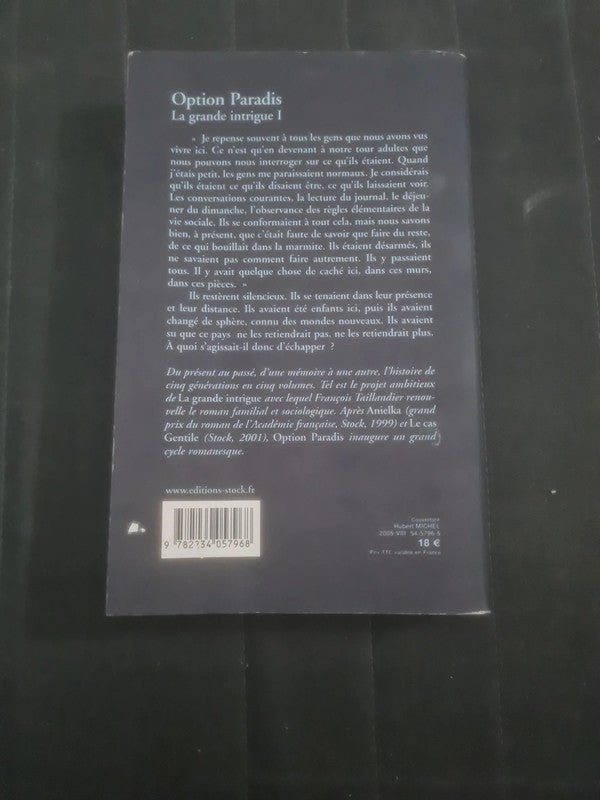 Option Paradis
La grande intrigue I
« Je repense souvent à tous les gens que nous avons vus
vivre ici. Ce n'est qu'en devenant à notre tour adultes que
nous pouvons nous interroger sur ce qu'ils étaient. Quand
j'étais petit, les gens me paraissaient normaux. Je considérais
qu'ils étaient ce qu'ils disaient être, ce qu'ils laissaient voir.
Les conversations courantes, la lecture du journal, le déjeu-
ner du dimanche, l'observance des règles élémentaires de la
vie sociale. Ils se conformaient à tout cela, mais nous savons
bien, à présent, que c'était faute de savoir que faire du reste,
de ce qui bouillait dans la marmite. Ils étaient désarmés, ils
ne savaient pas comment faire autrement. Ils y passaient
tous. Il y avait quelque chose de caché ici, dans ces murs,
dans ces pièces. »
Ils restèrent silencieux. Ils se tenaient dans leur présence
et leur distance. Ils avaient été enfants ici, puis ils avaient
changé de sphère, connu des mondes nouveaux. Ils avaient
su que ce pays ne les retiendrait pas, ne les retiendrait plus.
À quoi s'agissait-il donc d'échapper ?
Du présent au passé, d'une mémoire à une autre, l'histoire de
cinq générations en cinq volumes. Tel est le projet ambitieux
de La grande intrigue avec lequel François Taillandier renou-
velle le roman familial et sociologique. Après Anielka (grand
prix du roman de l'Académie française, Stock, 1999) et Le cas
Gentile (Stock, 2001), Option Paradis inaugure un grand
cycle romanesque.
www.editions-stock.fr
Couverture
Hubert MICHEL
2005-VIII 54-5796-5
18 €
Prix TTC valable en France
9 782234 057968